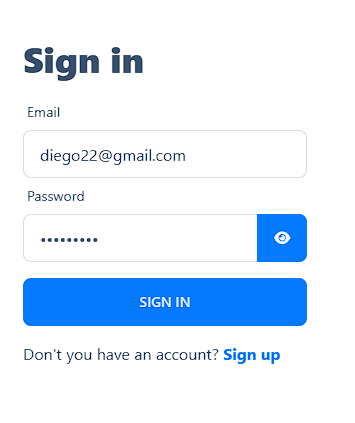 Sign in
Email
diego22@gmail.com
Password
•••••••••
SIGN IN
Don't you have an account? Sign up